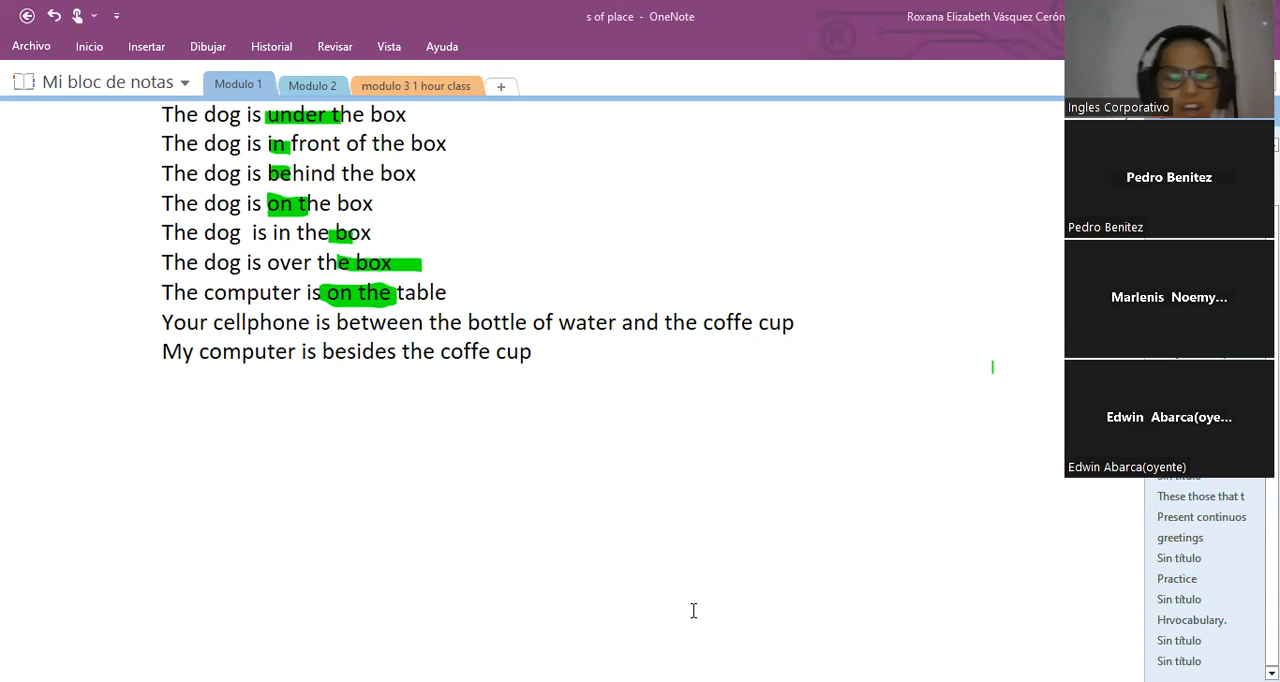 s of place - OneNote
Roxana Elizabeth Vásquez Cerón
Archivo Inicio Insertar Dibujar Historial Revisar Vista Ayuda
Mi bloc de notas Modulo 1 Modulo 2 modulo 3 1 hour class +
The dog is under the box
The dog is in front of the box
The dog is behind the box
The dog is on the box
The dog is in the box
The dog is over the box
The computer is on the table
Your cellphone is between the bottle of water and the coffe cup
My computer is besides the coffe cup
Ingles Corporativo
Pedro Benitez
Pedro Benitez
Marlenis Noemy...
Edwin Abarca(oye...
Edwin Abarca(oyente)
Sin título
These those that t
Present continuos
greetings
Sin título
Practice
Sin título
Hrvocabulary.
Sin título
Sin título